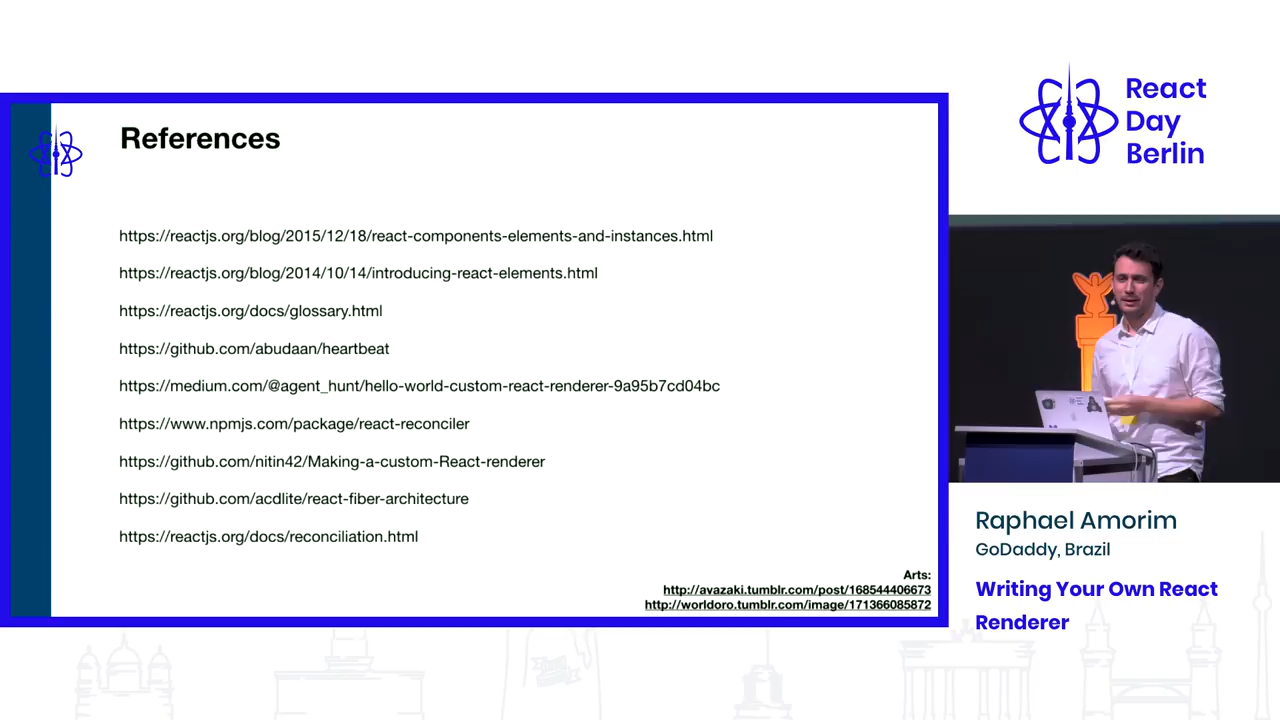 References
https://reactjs.org/blog/2015/12/18/react-components-elements-and-instances.html
https://reactjs.org/blog/2014/10/14/introducing-react-elements.html
https://reactjs.org/docs/glossary.html
https://github.com/abudaan/heartbeat
https://medium.com/@agent_hunt/hello-world-custom-react-renderer-9a95b7cd04bc
https://www.npmjs.com/package/react-reconciler
https://github.com/nitin42/Making-a-custom-React-renderer
https://github.com/acdlite/react-fiber-architecture
https://reactjs.org/docs/reconciliation.html
Arts:
http://avazaki.tumblr.com/post/168544406673
http://worldoro.tumblr.com/image/171366085872
React
Day
Berlin
Raphael Amorim
GoDaddy, Brazil
Writing Your Own React
Renderer